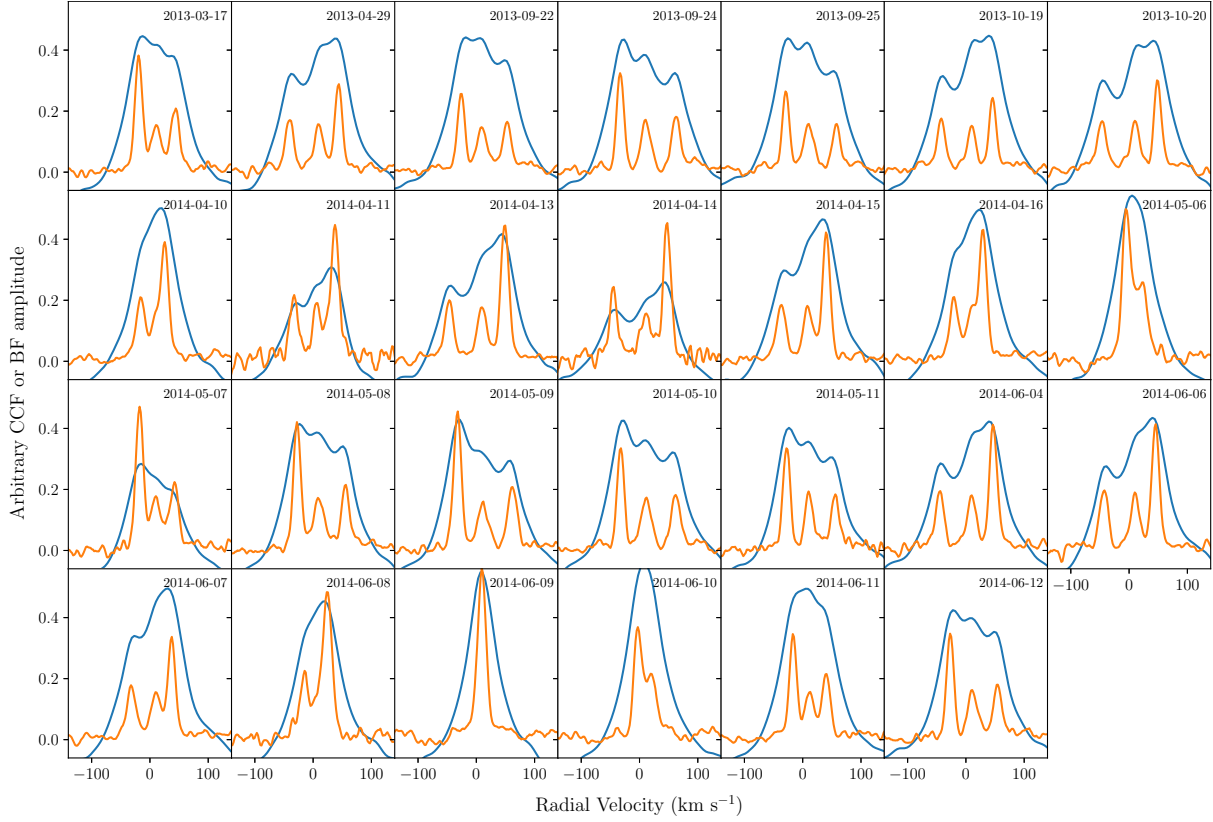 2013-03-17 2013-04-29 2013-09-22 2013-09-24 2013-09-25 2013-10-19 2013-10-20
0.4
0.2
0.0
2014-04-10 2014-04-11 2014-04-13 2014-04-14 2014-04-15 2014-04-16 2014-05-06
0.4
0.2
0.0
Arbitrary CCF or BF amplitude
2014-05-07 2014-05-08 2014-05-09 2014-05-10 2014-05-11 2014-06-04 2014-06-06
0.4
0.2
0.0
−100 0 100
2014-06-07 2014-06-08 2014-06-09 2014-06-10 2014-06-11 2014-06-12
0.4
0.2
0.0
−100 0 100 −100 0 100 −100 0 100 −100 0 100 −100 0 100 −100 0 100
Radial Velocity (km s⁻¹)